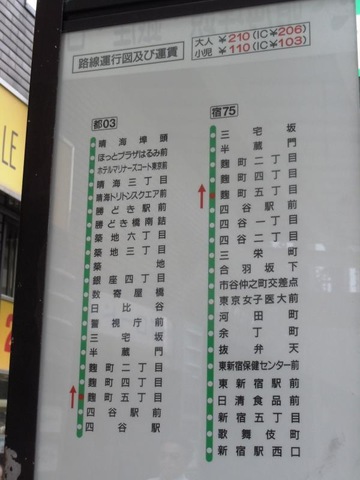 路線運行図及び運賃
大人 ¥210(IC¥206)
小児 ¥110(IC¥103)
都03
晴海埠頭
ほっとプラザはるみ前
ホテルマリナーズコート東京前
晴海三丁目
晴海トリトンスクエア前
勝どき駅前
勝どき橋南詰
築地六丁目
築地三丁目
築地
銀座四丁目
数寄屋橋
日比谷
警視庁前
三宅坂
半蔵門
麹町二丁目
麹町四丁目
麹町五丁目
四谷駅前
四谷駅
宿75
三宅坂
半蔵門
麹町二丁目
麹町四丁目
麹町五丁目
四谷駅前
四谷一丁目
四谷二丁目
三栄町
合羽坂下
市谷仲之町交差点
東京女子医大前
河田町
余丁町
抜弁天
東新宿保健センター前
東新宿駅前
日清食品前
新宿五丁目
歌舞伎町
新宿駅西口